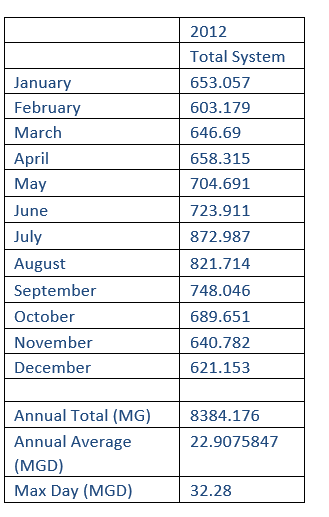 2012
Total System
January 653.057
February 603.179
March 646.69
April 658.315
May 704.691
June 723.911
July 872.987
August 821.714
September 748.046
October 689.651
November 640.782
December 621.153
Annual Total (MG) 8384.176
Annual Average 22.9075847
(MGD)
Max Day (MGD) 32.28